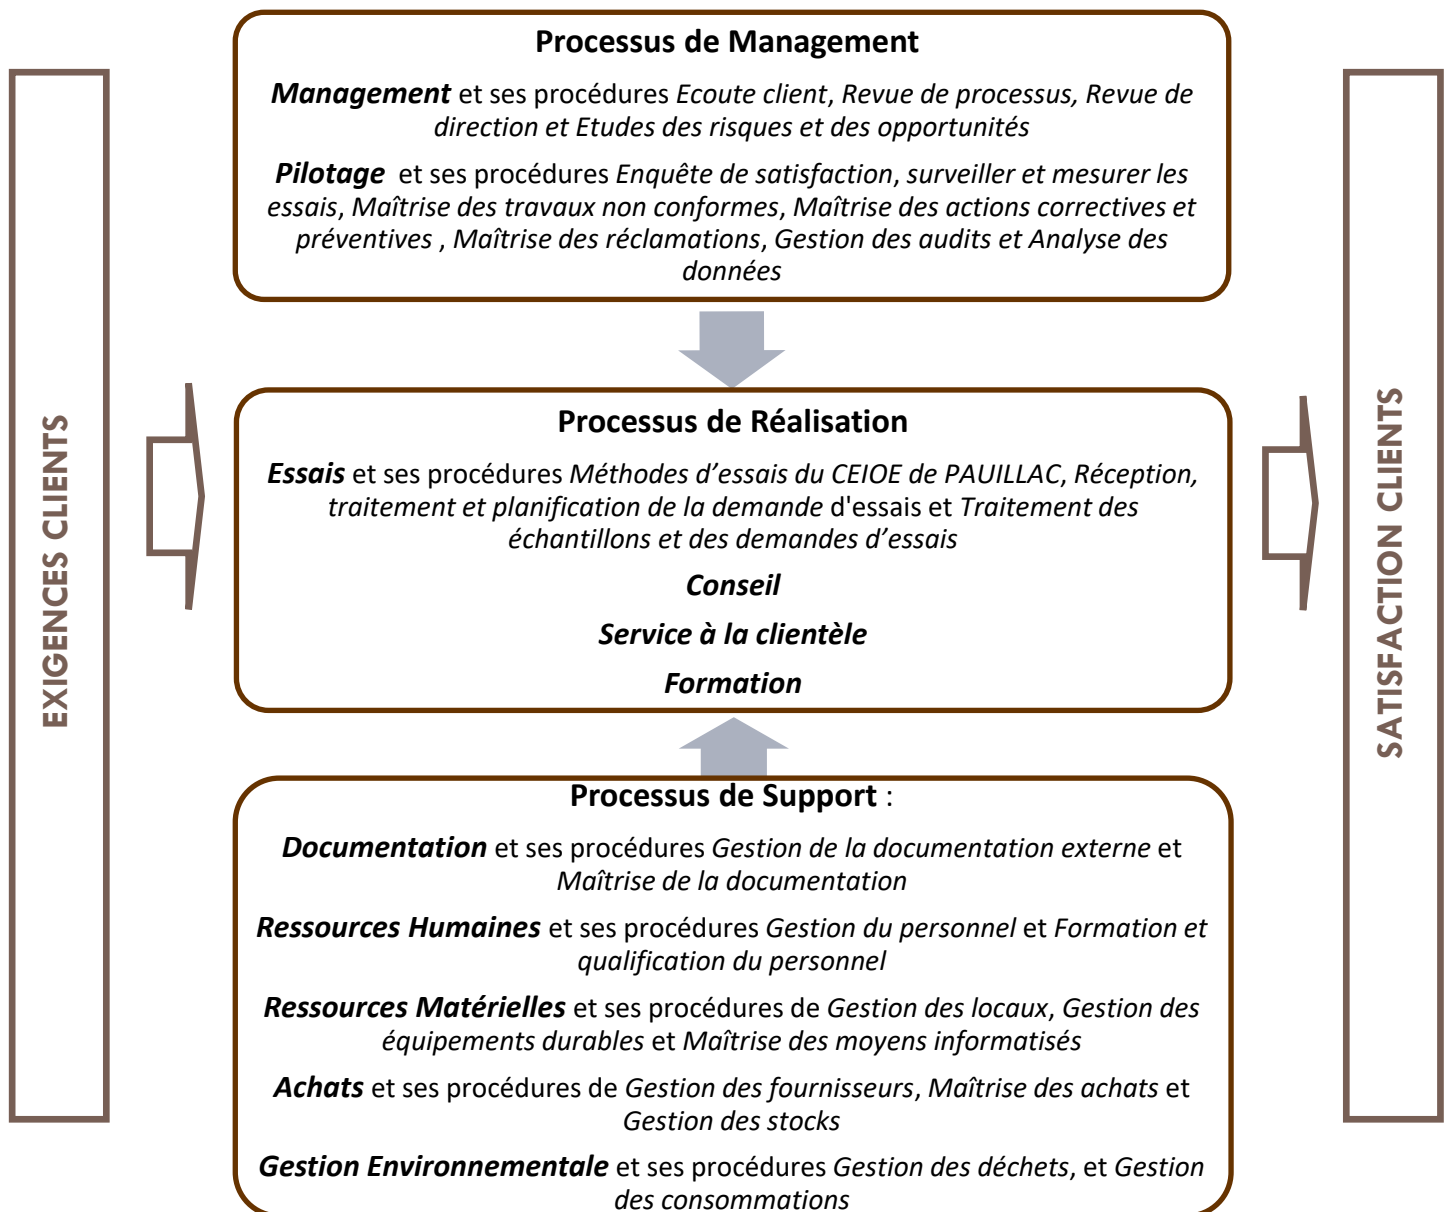 Processus de Management
Management et ses procédures Ecoute client, Revue de processus, Revue de
direction et Etudes des risques et des opportunités
Pilotage et ses procédures Enquête de satisfaction, surveiller et mesurer les
essais, Maîtrise des travaux non conformes, Maîtrise des actions correctives et
préventives , Maîtrise des réclamations, Gestion des audits et Analyse des
données
EXIGENCES CLIENTS
Processus de Réalisation
Essais et ses procédures Méthodes d’essais du CEIOE de PAUILLAC, Réception,
traitement et planification de la demande d'essais et Traitement des
échantillons et des demandes d’essais
Conseil
Service à la clientèle
Formation
SATISFACTION CLIENTS
Processus de Support :
Documentation et ses procédures Gestion de la documentation externe et
Maîtrise de la documentation
Ressources Humaines et ses procédures Gestion du personnel et Formation et
qualification du personnel
Ressources Matérielles et ses procédures de Gestion des locaux, Gestion des
équipements durables et Maîtrise des moyens informatisés
Achats et ses procédures de Gestion des fournisseurs, Maîtrise des achats et
Gestion des stocks
Gestion Environnementale et ses procédures Gestion des déchets, et Gestion
des consommations